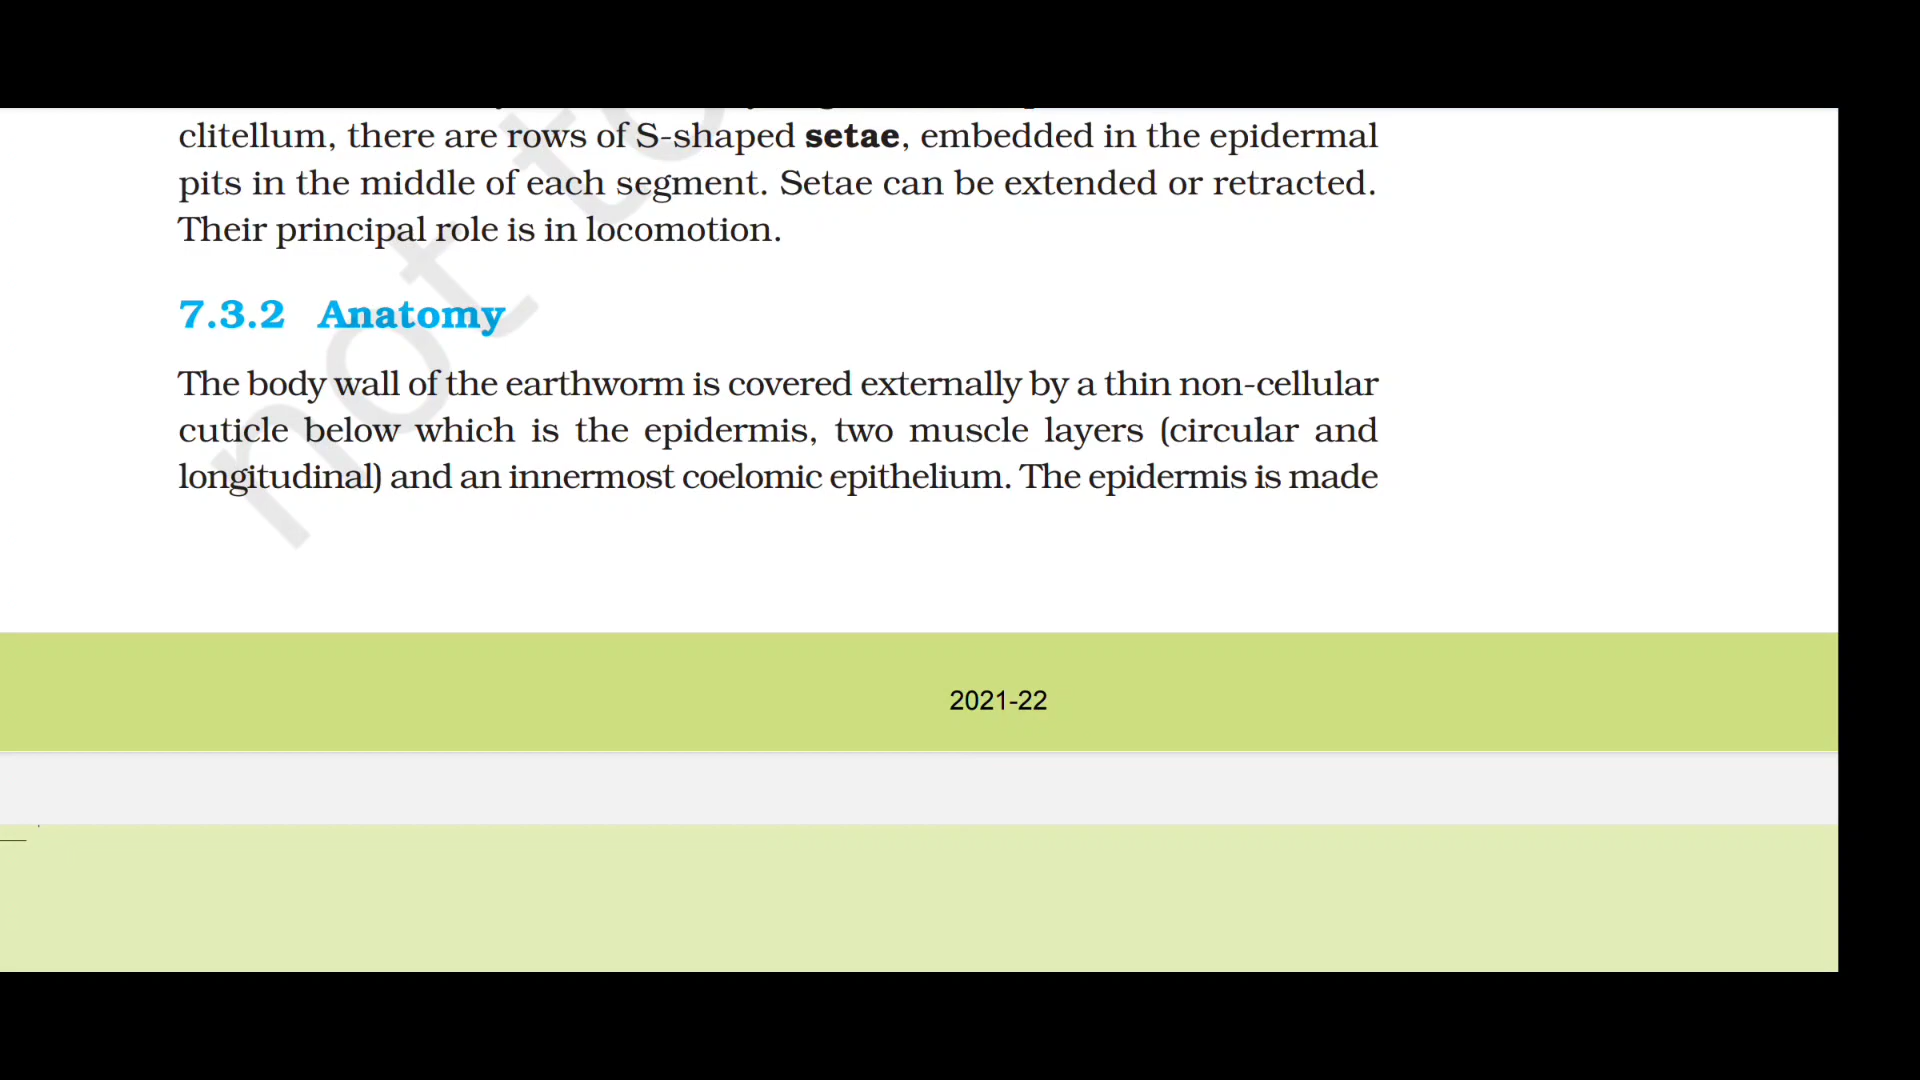 clitellum, there are rows of S-shaped setae, embedded in the epidermal
pits in the middle of each segment. Setae can be extended or retracted.
Their principal role is in locomotion.
7.3.2 Anatomy
The body wall of the earthworm is covered externally by a thin non-cellular
cuticle below which is the epidermis, two muscle layers (circular and
longitudinal) and an innermost coelomic epithelium. The epidermis is made
not to
2021-22